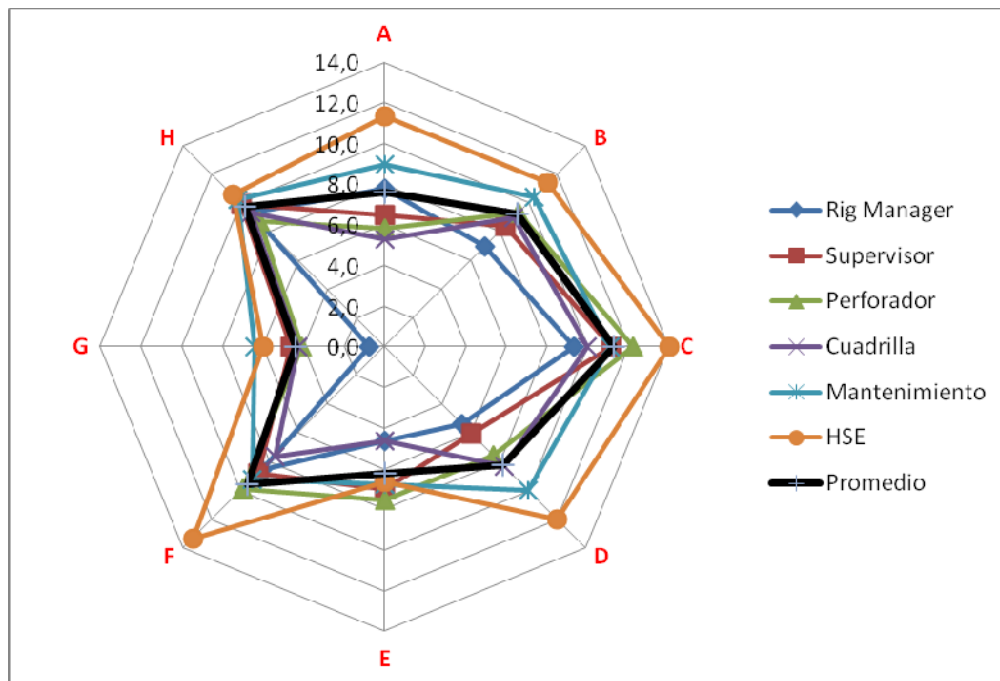 A
14,0
12,0
10,0
8,0
6,0
4,0
2,0
0,0
H
B
G
C
F
D
E
Rig Manager
Supervisor
Perforador
Cuadrilla
Mantenimiento
HSE
Promedio